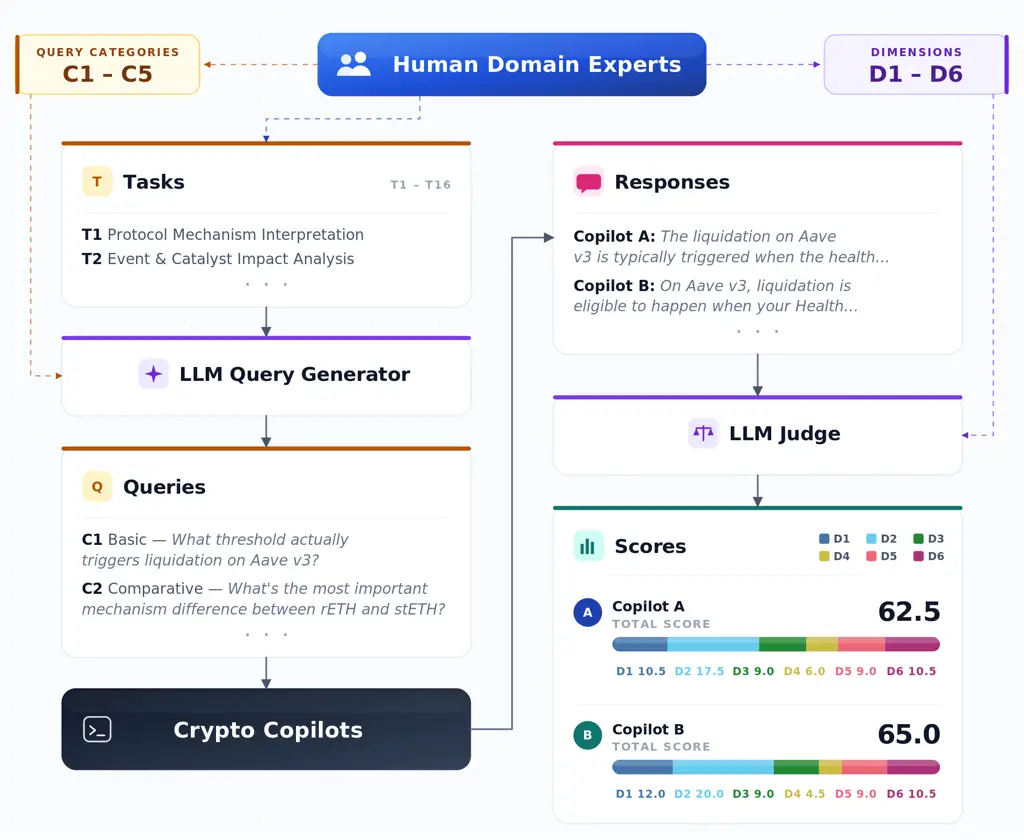 QUERY CATEGORIES
C1 – C5
Human Domain Experts
DIMENSIONS
D1 – D6
T
Tasks
T1 – T16
T1 Protocol Mechanism Interpretation
T2 Event & Catalyst Impact Analysis
. . .
LLM Query Generator
Q
Queries
C1 Basic — What threshold actually
triggers liquidation on Aave v3?
C2 Comparative — What's the most important
mechanism difference between rETH and stETH?
. . .
Crypto Copilots
Responses
Copilot A: The liquidation on Aave
v3 is typically triggered when the health...
Copilot B: On Aave v3, liquidation is
eligible to happen when your Health...
. . .
LLM Judge
Scores
D1 D2 D3
D4 D5 D6
A
Copilot A
TOTAL SCORE
62.5
D1 10.5 D2 17.5 D3 9.0 D4 6.0 D5 9.0 D6 10.5
B
Copilot B
TOTAL SCORE
65.0
D1 12.0 D2 20.0 D3 9.0 D4 4.5 D5 9.0 D6 10.5